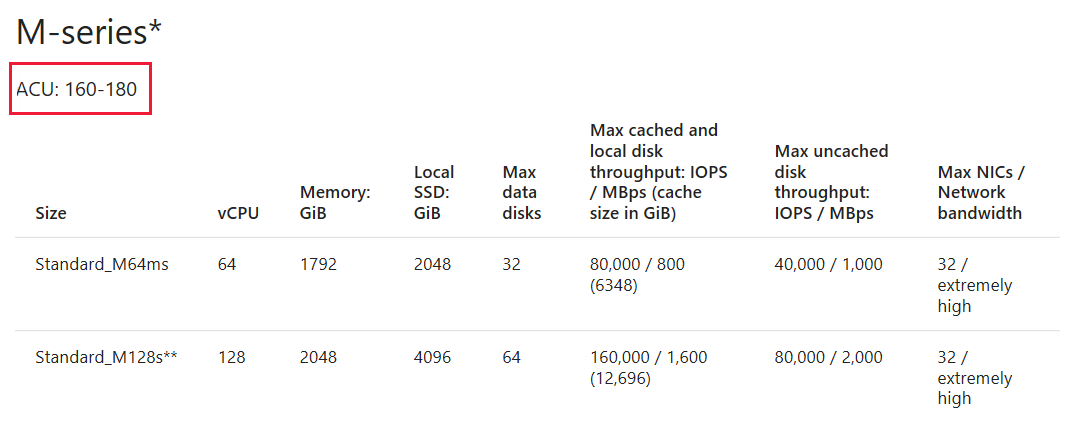 M-series*
ACU: 160-180
Size vCPU Memory: GiB Local SSD: GiB Max data disks Max cached and local disk throughput: IOPS / MBps (cache size in GiB) Max uncached disk throughput: IOPS / MBps Max NICs / Network bandwidth
Standard_M64ms 64 1792 2048 32 80,000 / 800 (6348) 40,000 / 1,000 32 / extremely high
Standard_M128s** 128 2048 4096 64 160,000 / 1,600 (12,696) 80,000 / 2,000 32 / extremely high